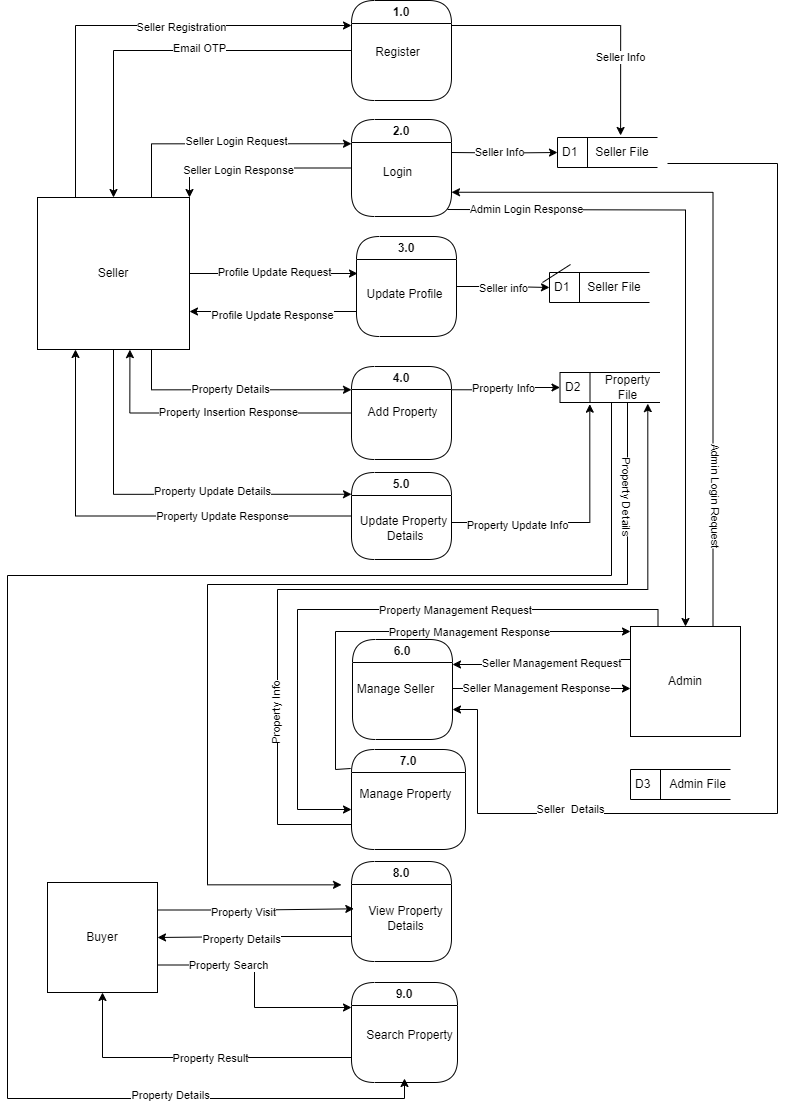 1.0
Seller Registration
Email OTP
Register
Seller Info
2.0
Seller Login Request
Seller Info
D1
Seller File
Seller Login Response
Login
Admin Login Response
3.0
Seller
Profile Update Request
Update Profile
Seller info
D1
Seller File
Profile Update Response
4.0
Property Details
Property Info
D2
Property
File
Property Insertion Response
Add Property
Admin Login Request
Property Details
5.0
Property Update Details
Property Update Response
Update Property
Details
Property Update Info
Property Management Request
Property Management Response
6.0
Seller Management Request
Manage Seller
Seller Management Response
Admin
Property Info
7.0
Manage Property
D3
Admin File
Seller Details
8.0
Property Visit
View Property
Details
Buyer
Property Details
Property Search
9.0
Search Property
Property Result
Property Details